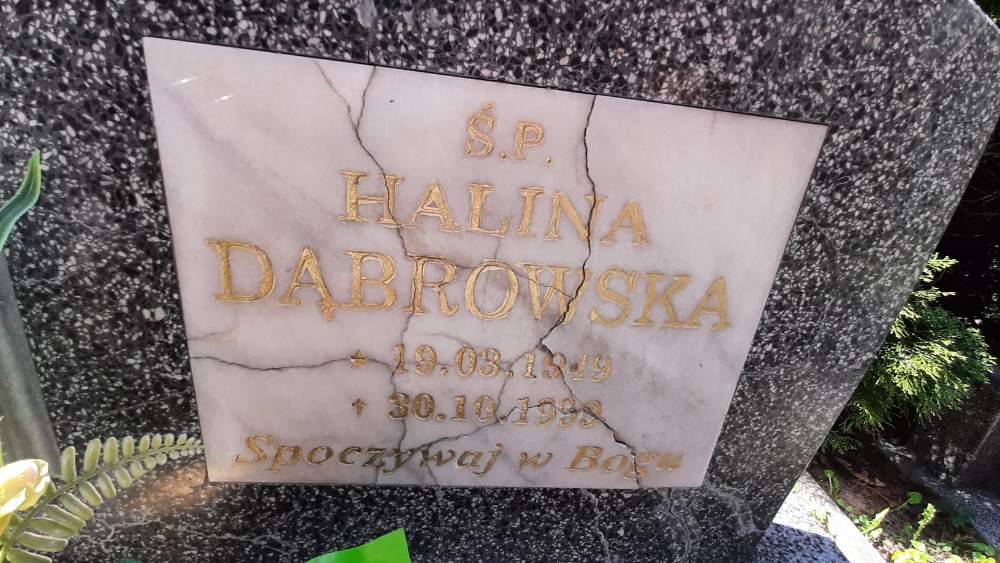 Ś.P.
HALINA
DĄBROWSKA
* 19.03.1949
✝ 30.10.1999
Spoczywaj w Bogu